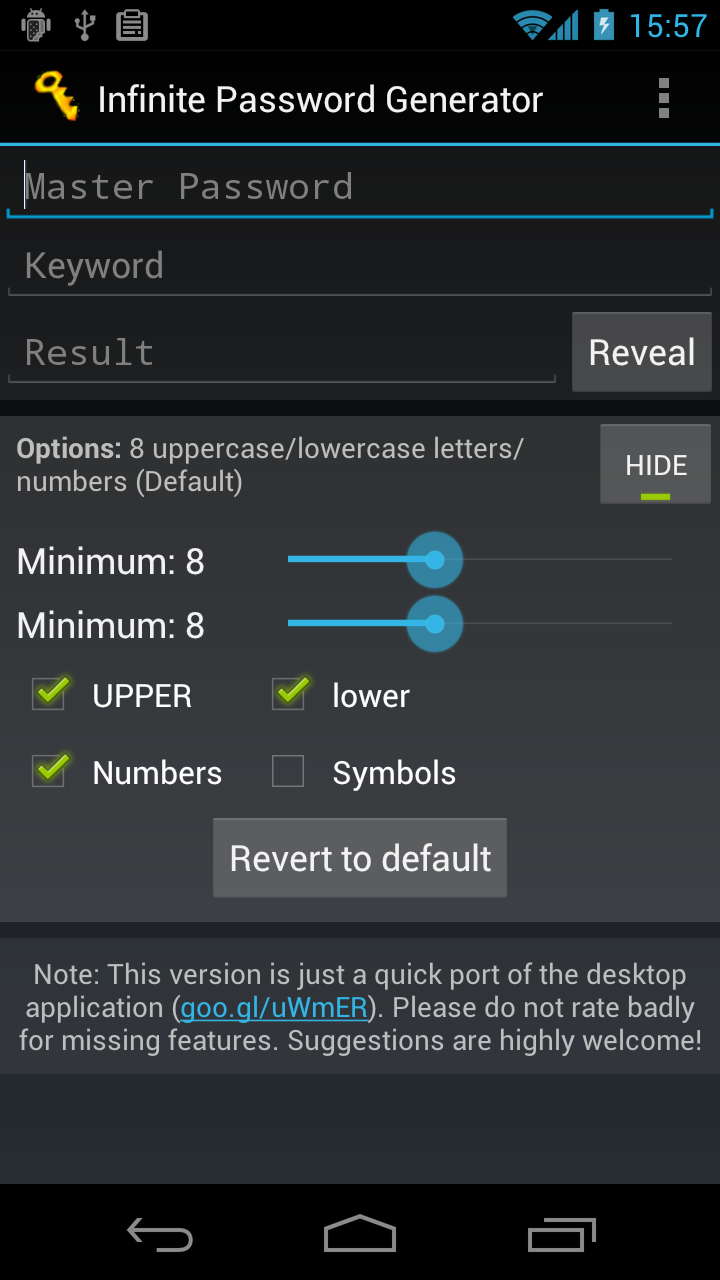 15:57
Infinite Password Generator
Master Password
Keyword
Result
Reveal
Options: 8 uppercase/lowercase letters/
numbers (Default)
HIDE
Minimum: 8
Minimum: 8
UPPER
lower
Numbers
Symbols
Revert to default
Note: This version is just a quick port of the desktop
application (goo.gl/uWmER). Please do not rate badly
for missing features. Suggestions are highly welcome!